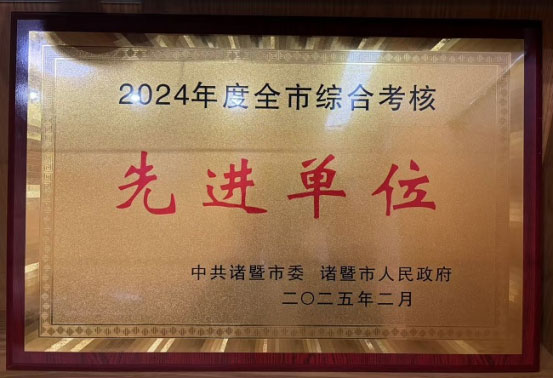 2024年度全市综合考核
先进单位
中共诸暨市委 诸暨市人民政府
二〇二五年二月